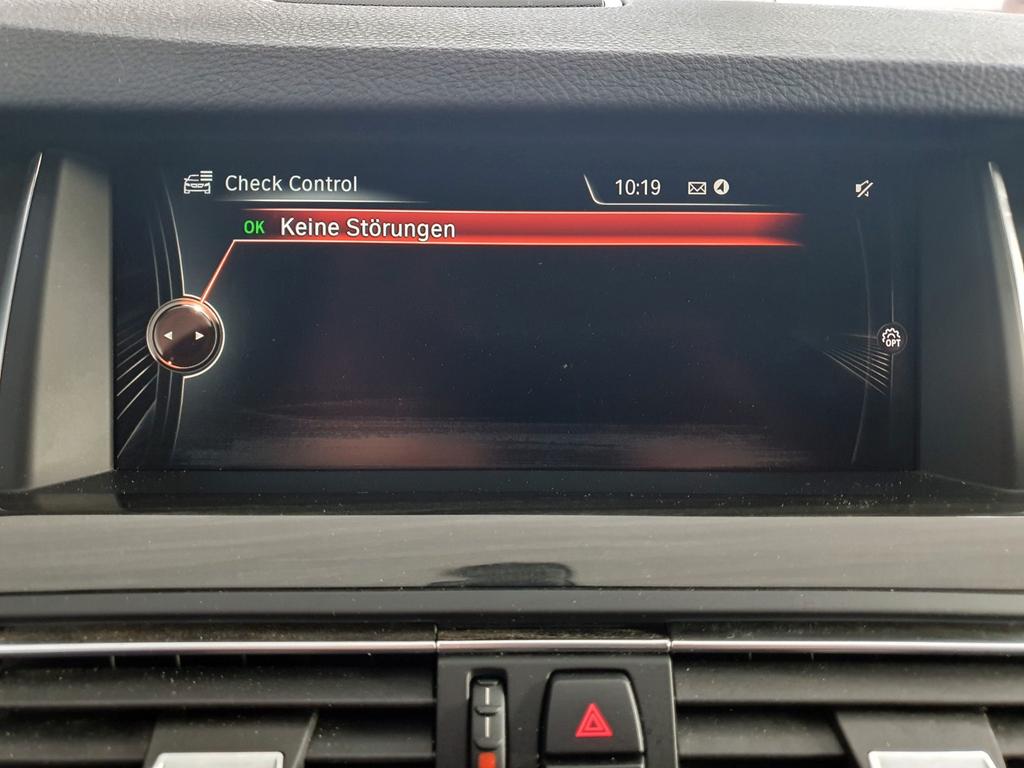 Check Control
10:19
OK Keine Störungen
OPT